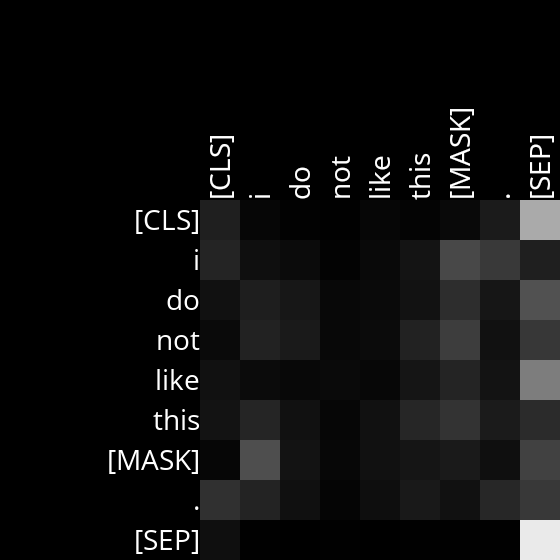 [CLS] i do not like this [MASK] . [SEP]
[CLS]
i
do
not
like
this
[MASK]
.
[SEP]